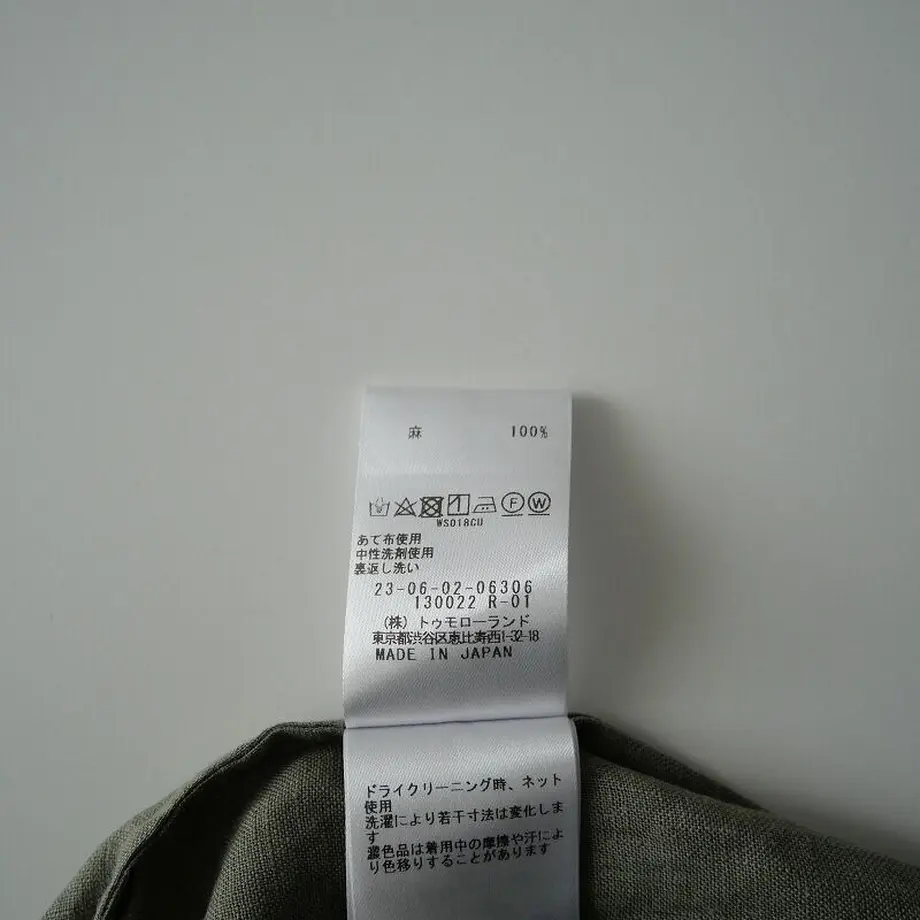 麻 100%
F W
WS018CU
あて布使用
中性洗剤使用
裏返し洗い
23-06-02-06306
130022 R-01
(株)トゥモローランド
東京都渋谷区恵比寿西1-32-18
MADE IN JAPAN
ドライクリーニング時、ネット
使用
洗濯により若干寸法は変化しま
す
濃色品は着用中の摩擦や汗によ
り色移りすることがあります